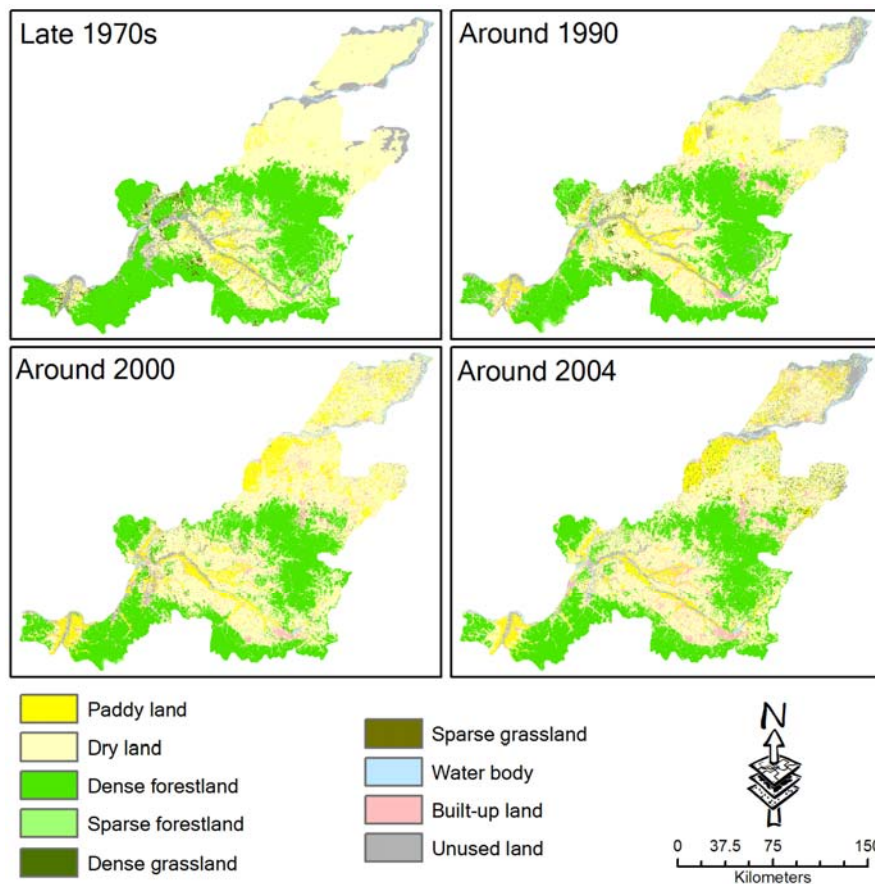 Late 1970s
Around 1990
Around 2000
Around 2004
Paddy land
Dry land
Dense forestland
Sparse forestland
Dense grassland
Sparse grassland
Water body
Built-up land
Unused land
N
0 37.5 75 150
Kilometers